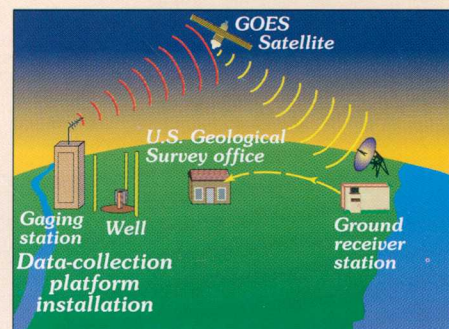 GOES
Satellite
U.S. Geological
Survey office
Gaging
station
Well
Ground
receiver
station
Data-collection
platform
installation